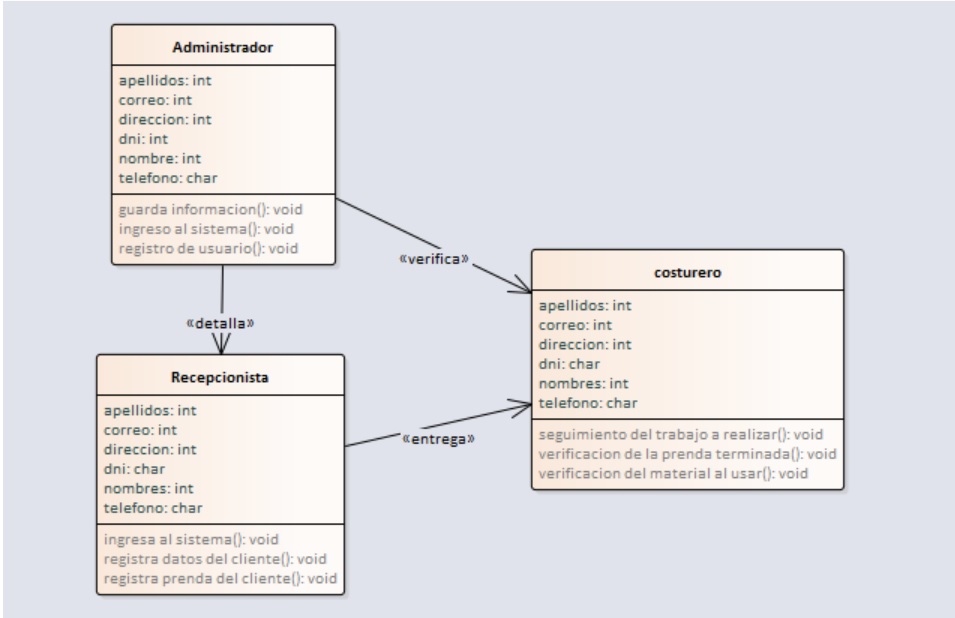 Administrador
apellidos: int
correo: int
direccion: int
dni: int
nombre: int
telefono: char
guarda informacion(): void
ingreso al sistema(): void
registro de usuario(): void
«verifica»
«detalla»
costurero
apellidos: int
correo: int
direccion: int
dni: char
nombres: int
telefono: char
seguimiento del trabajo a realizar(): void
verificacion de la prenda terminada(): void
verificacion del material al usar(): void
Recepcionista
apellidos: int
correo: int
direccion: int
dni: char
nombres: int
telefono: char
ingresa al sistema(): void
registra datos del cliente(): void
registra prenda del cliente(): void
«entrega»